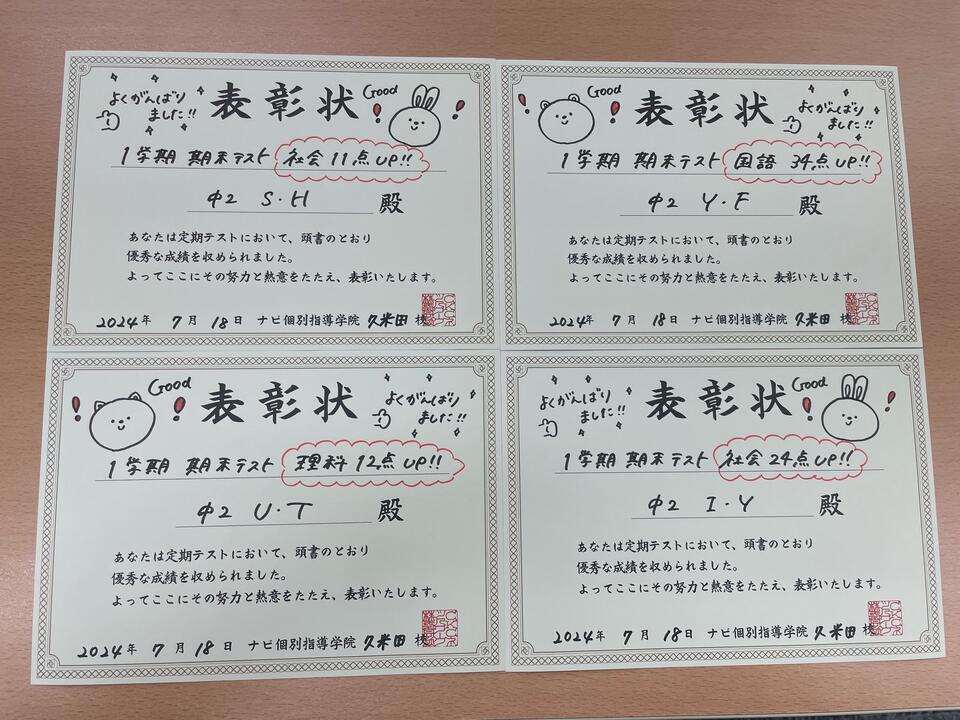 よくがんばり
ました!!
表彰状
Good
1学期 期末テスト 社会 11点UP!!
中2 S・H 殿
あなたは定期テストにおいて、頭書のとおり
優秀な成績を収められました。
よってここにその努力と熱意をたたえ、表彰いたします。
2024年 7月 18日 ナビ個別指導学院 久米田 校
Good
表彰状
よくがんばり
ました!!
1学期 期末テスト 国語 34点UP!!
中2 Y・F 殿
あなたは定期テストにおいて、頭書のとおり
優秀な成績を収められました。
よってここにその努力と熱意をたたえ、表彰いたします。
2024年 7月 18日 ナビ個別指導学院 久米田 校
Good
表彰状
よくがんばり
ました!!
1学期 期末テスト 理科 12点UP!!
中2 U・T 殿
あなたは定期テストにおいて、頭書のとおり
優秀な成績を収められました。
よってここにその努力と熱意をたたえ、表彰いたします。
2024年 7月 18日 ナビ個別指導学院 久米田 校
よくがんばり
ました!!
表彰状
Good
1学期 期末テスト 社会 24点UP!!
中2 I・Y 殿
あなたは定期テストにおいて、頭書のとおり
優秀な成績を収められました。
よってここにその努力と熱意をたたえ、表彰いたします。
2024年 7月 18日 ナビ個別指導学院 久米田 校